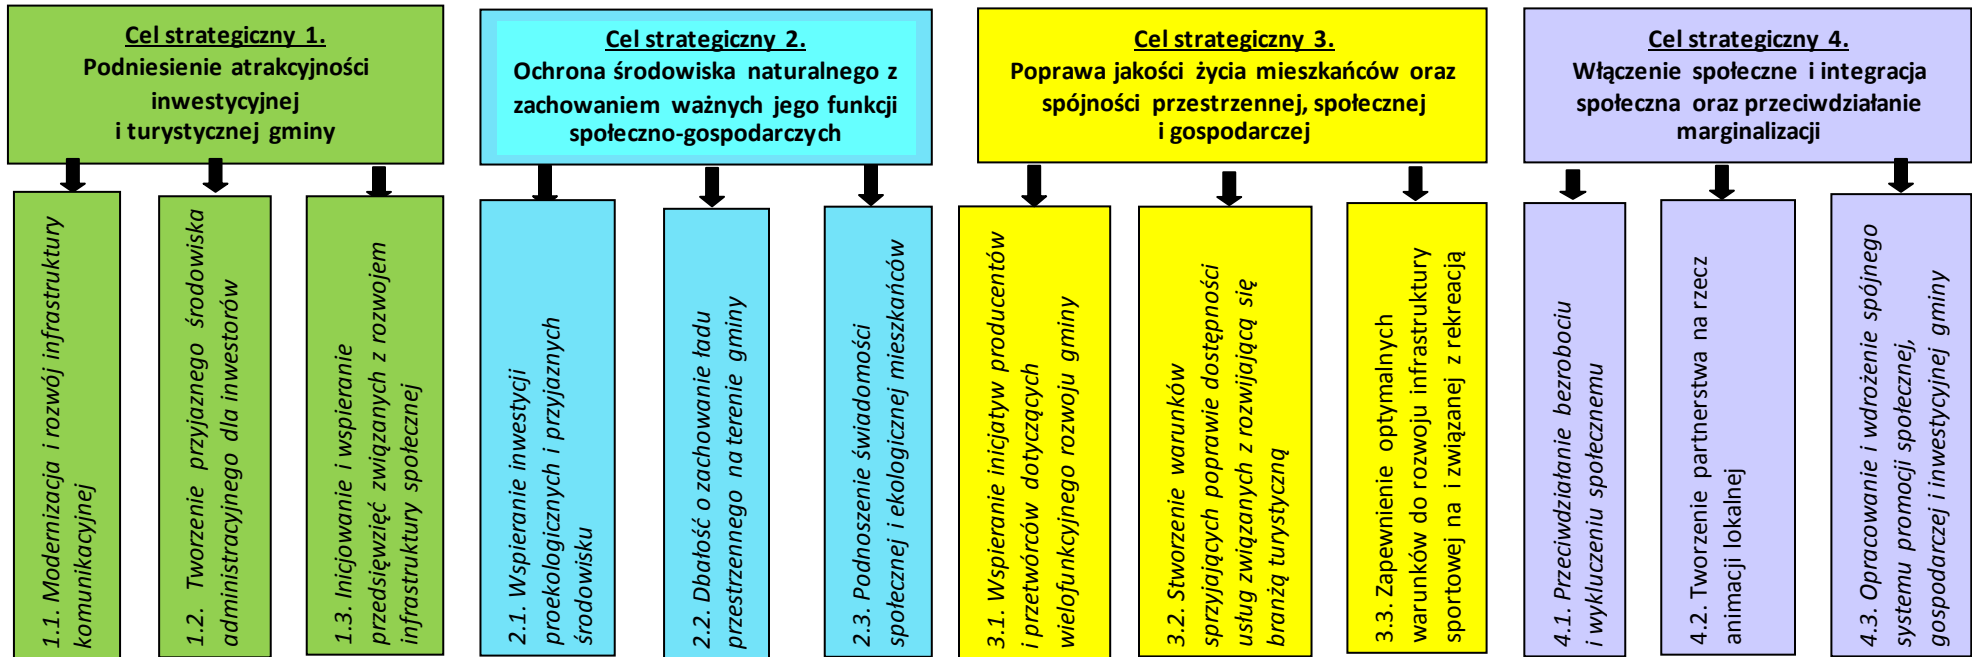 Cel strategiczny 1.
Podniesienie atrakcyjności
inwestycyjnej
i turystycznej gminy
Cel strategiczny 2.
Ochrona środowiska naturalnego z
zachowaniem ważnych jego funkcji
społeczno-gospodarczych
Cel strategiczny 3.
Poprawa jakości życia mieszkańców oraz
spójności przestrzennej, społecznej
i gospodarczej
Cel strategiczny 4.
Włączenie społeczne i integracja
społeczna oraz przeciwdziałanie
marginalizacji
1.1. Modernizacja i rozwój infrastruktury
komunikacyjnej
1.2. Tworzenie przyjaznego środowiska
administracyjnego dla inwestorów
1.3. Inicjowanie i wspieranie
przedsięwzięć związanych z rozwojem
infrastruktury społecznej
2.1. Wspieranie inwestycji
proekologicznych i przyjaznych
środowisku
2.2. Dbałość o zachowanie ładu
przestrzennego na terenie gminy
2.3. Podnoszenie świadomości
społecznej i ekologicznej mieszkańców
3.1. Wspieranie inicjatyw producentów
i przetwórców dotyczących
wielofunkcyjnego rozwoju gminy
3.2. Stworzenie warunków
sprzyjających poprawie dostępności
usług związanych z rozwijającą się
branżą turystyczną
3.3. Zapewnienie optymalnych
warunków do rozwoju infrastruktury
sportowej na i związanej z rekreacją
4.1. Przeciwdziałanie bezrobociu
i wykluczeniu społecznemu
4.2. Tworzenie partnerstwa na rzecz
animacji lokalnej
4.3. Opracowanie i wdrożenie spójnego
systemu promocji społecznej,
gospodarczej i inwestycyjnej gminy